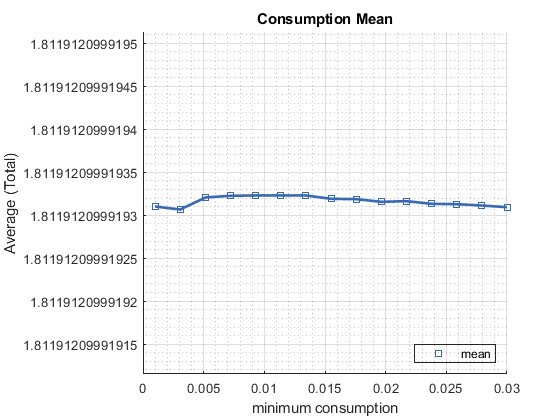 Consumption Mean
Average (Total)
1.8119120999195
1.81191209991945
1.8119120999194
1.81191209991935
1.8119120999193
1.81191209991925
1.8119120999192
1.81191209991915
0 0.005 0.01 0.015 0.02 0.025 0.03
minimum consumption
mean